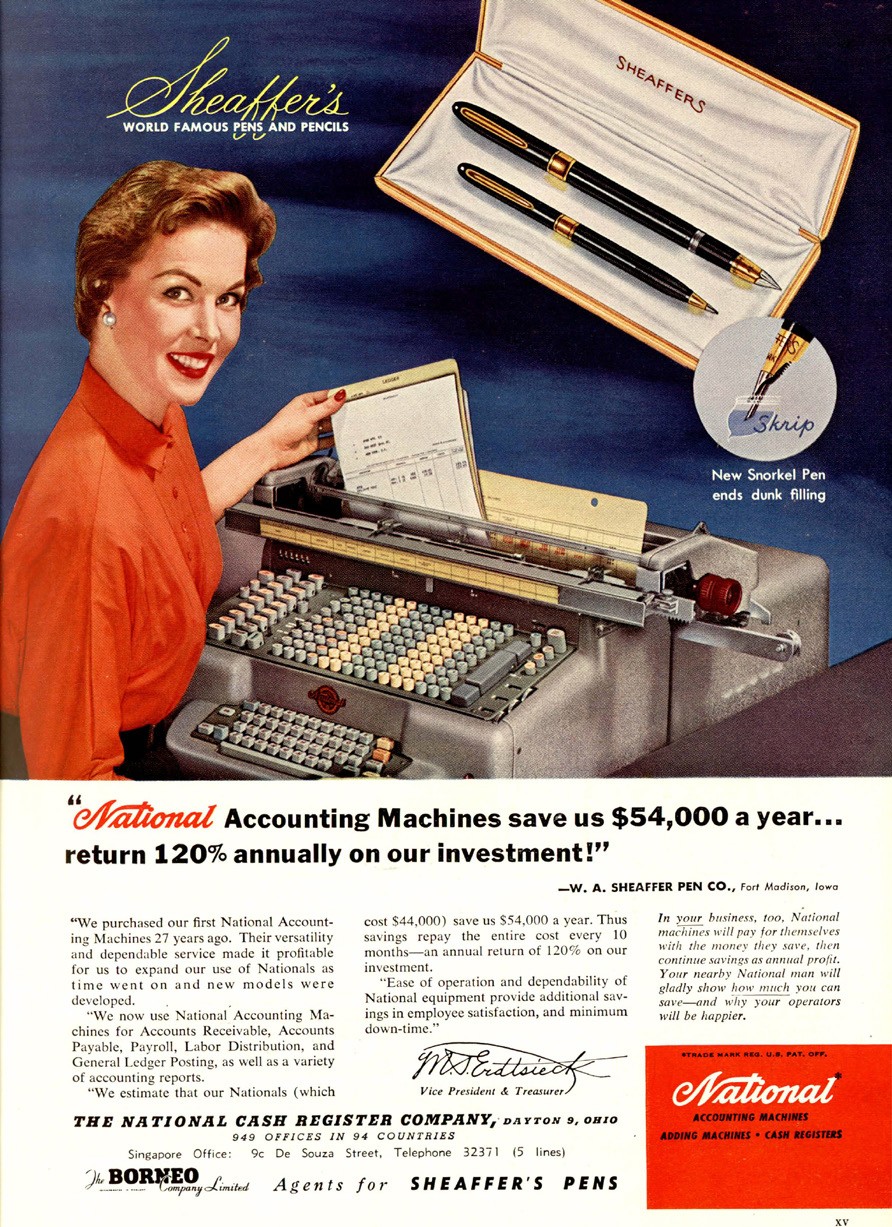 Sheaffer's
WORLD FAMOUS PENS AND PENCILS
SHEAFFERS
Skrip
New Snorkel Pen
ends dunk filling
LEDGER
"National Accounting Machines save us $54,000 a year...
return 120% annually on our investment!"
—W. A. SHEAFFER PEN CO., Fort Madison, Iowa
"We purchased our first National Account-
ing Machines 27 years ago. Their versatility
and dependable service made it profitable
for us to expand our use of Nationals as
time went on and new models were
developed.
"We now use National Accounting Ma-
chines for Accounts Receivable, Accounts
Payable, Payroll, Labor Distribution, and
General Ledger Posting, as well as a variety
of accounting reports.
"We estimate that our Nationals (which
cost $44,000) save us $54,000 a year. Thus
savings repay the entire cost every 10
months—an annual return of 120% on our
investment.
"Ease of operation and dependability of
National equipment provide additional sav-
ings in employee satisfaction, and minimum
down-time."
Vice President & Treasurer
In your business, too, National
machines will pay for themselves
with the money they save, then
continue savings as annual profit.
Your nearby National man will
gladly show how much you can
save—and why your operators
will be happier.
THE NATIONAL CASH REGISTER COMPANY, DAYTON 9, OHIO
949 OFFICES IN 94 COUNTRIES
Singapore Office: 9c De Souza Street, Telephone 32371 (5 lines)
The BORNEO Company Limited Agents for SHEAFFER'S PENS
*TRADE MARK REG. U.S. PAT. OFF.
National*
ACCOUNTING MACHINES
ADDING MACHINES • CASH REGISTERS
xv